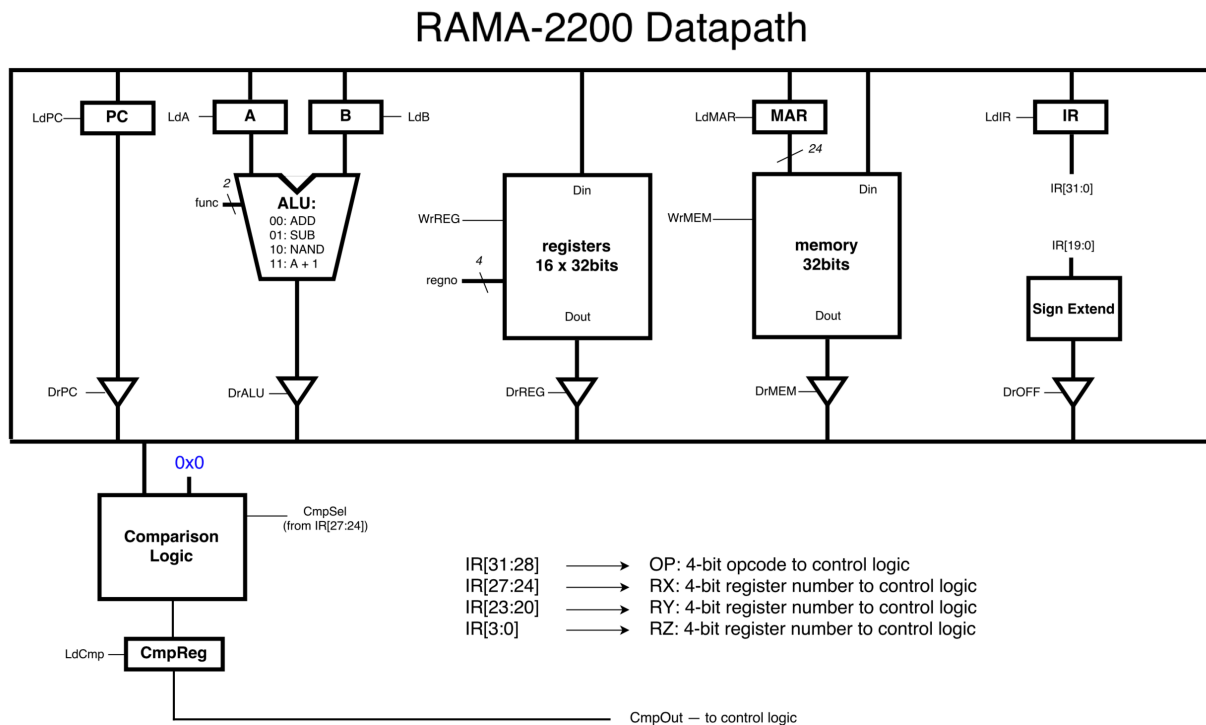 RAMA-2200 Datapath
LdPC
PC
LdA
A
B
LdB
LdMAR
MAR
LdIR
IR
24
2
func
ALU:
00: ADD
01: SUB
10: NAND
11: A + 1
Din
WrREG
registers
16 x 32bits
4
regno
Dout
Din
WrMEM
memory
32bits
Dout
IR[31:0]
IR[19:0]
Sign Extend
DrPC
DrALU
DrREG
DrMEM
DrOFF
0x0
Comparison
Logic
CmpSel
(from IR[27:24])
IR[31:28] OP: 4-bit opcode to control logic
IR[27:24] RX: 4-bit register number to control logic
IR[23:20] RY: 4-bit register number to control logic
IR[3:0] RZ: 4-bit register number to control logic
LdCmp
CmpReg
CmpOut — to control logic